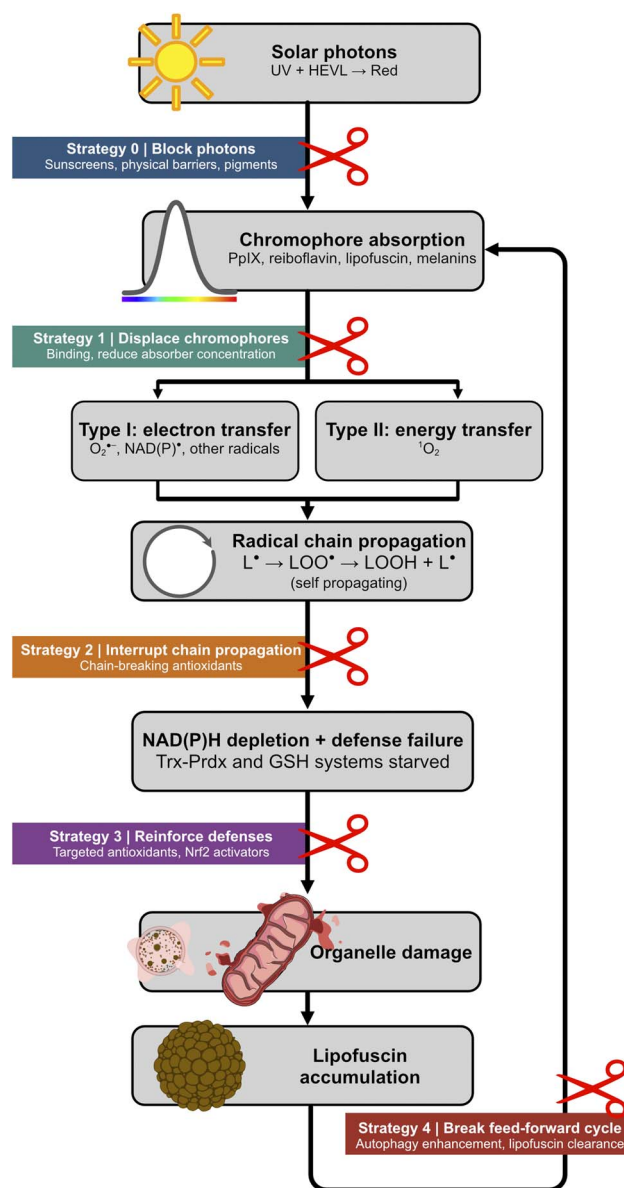 Solar photons
UV + HEVL → Red
Strategy 0 | Block photons
Sunscreens, physical barriers, pigments
Chromophore absorption
PpIX, reiboflavin, lipofuscin, melanins
Strategy 1 | Displace chromophores
Binding, reduce absorber concentration
Type I: electron transfer
O₂•⁻, NAD(P)•, other radicals
Type II: energy transfer
¹O₂
Radical chain propagation
L• → LOO• → LOOH + L•
(self propagating)
Strategy 2 | Interrupt chain propagation
Chain-breaking antioxidants
NAD(P)H depletion + defense failure
Trx-Prdx and GSH systems starved
Strategy 3 | Reinforce defenses
Targeted antioxidants, Nrf2 activators
Organelle damage
Lipofuscin
accumulation
Strategy 4 | Break feed-forward cycle
Autophagy enhancement, lipofuscin clearance